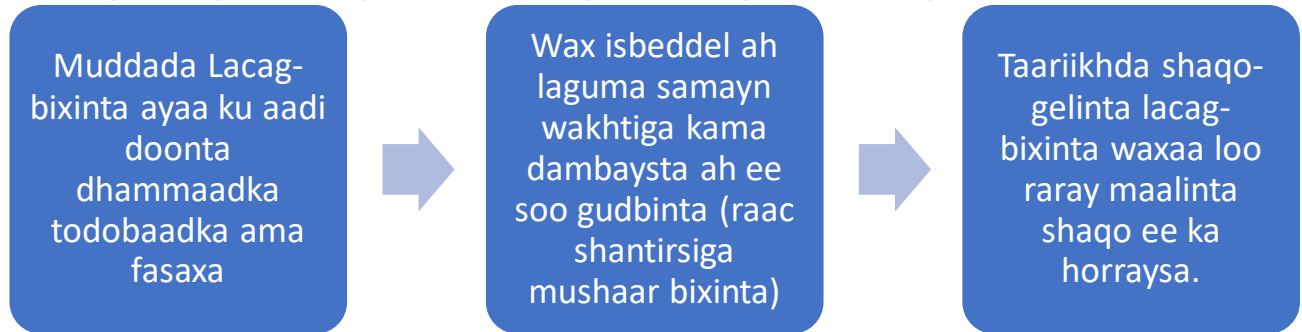 Muddada Lacag-
bixinta ayaa ku aadi
doonta
dhammaadka
todobaadka ama
fasaxa
Wax isbeddel ah
laguma samayn
wakhtiga kama
dambaysta ah ee
soo gudbinta (raac
shantirsiga
mushaar bixinta)
Taariikhda shaqo-
gelinta lacag-
bixinta waxaa loo
raray maalinta
shaqo ee ka
horraysa.